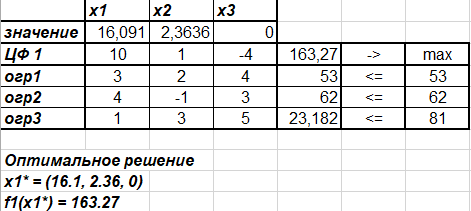 x1 x2 x3
значение 16,091 2,3636 0
ЦФ 1 10 1 -4 163,27 -> max
огр1 3 2 4 53 <= 53
огр2 4 -1 3 62 <= 62
огр3 1 3 5 23,182 <= 81
Оптимальное решение
x1* = (16.1, 2.36, 0)
f1(x1*) = 163.27